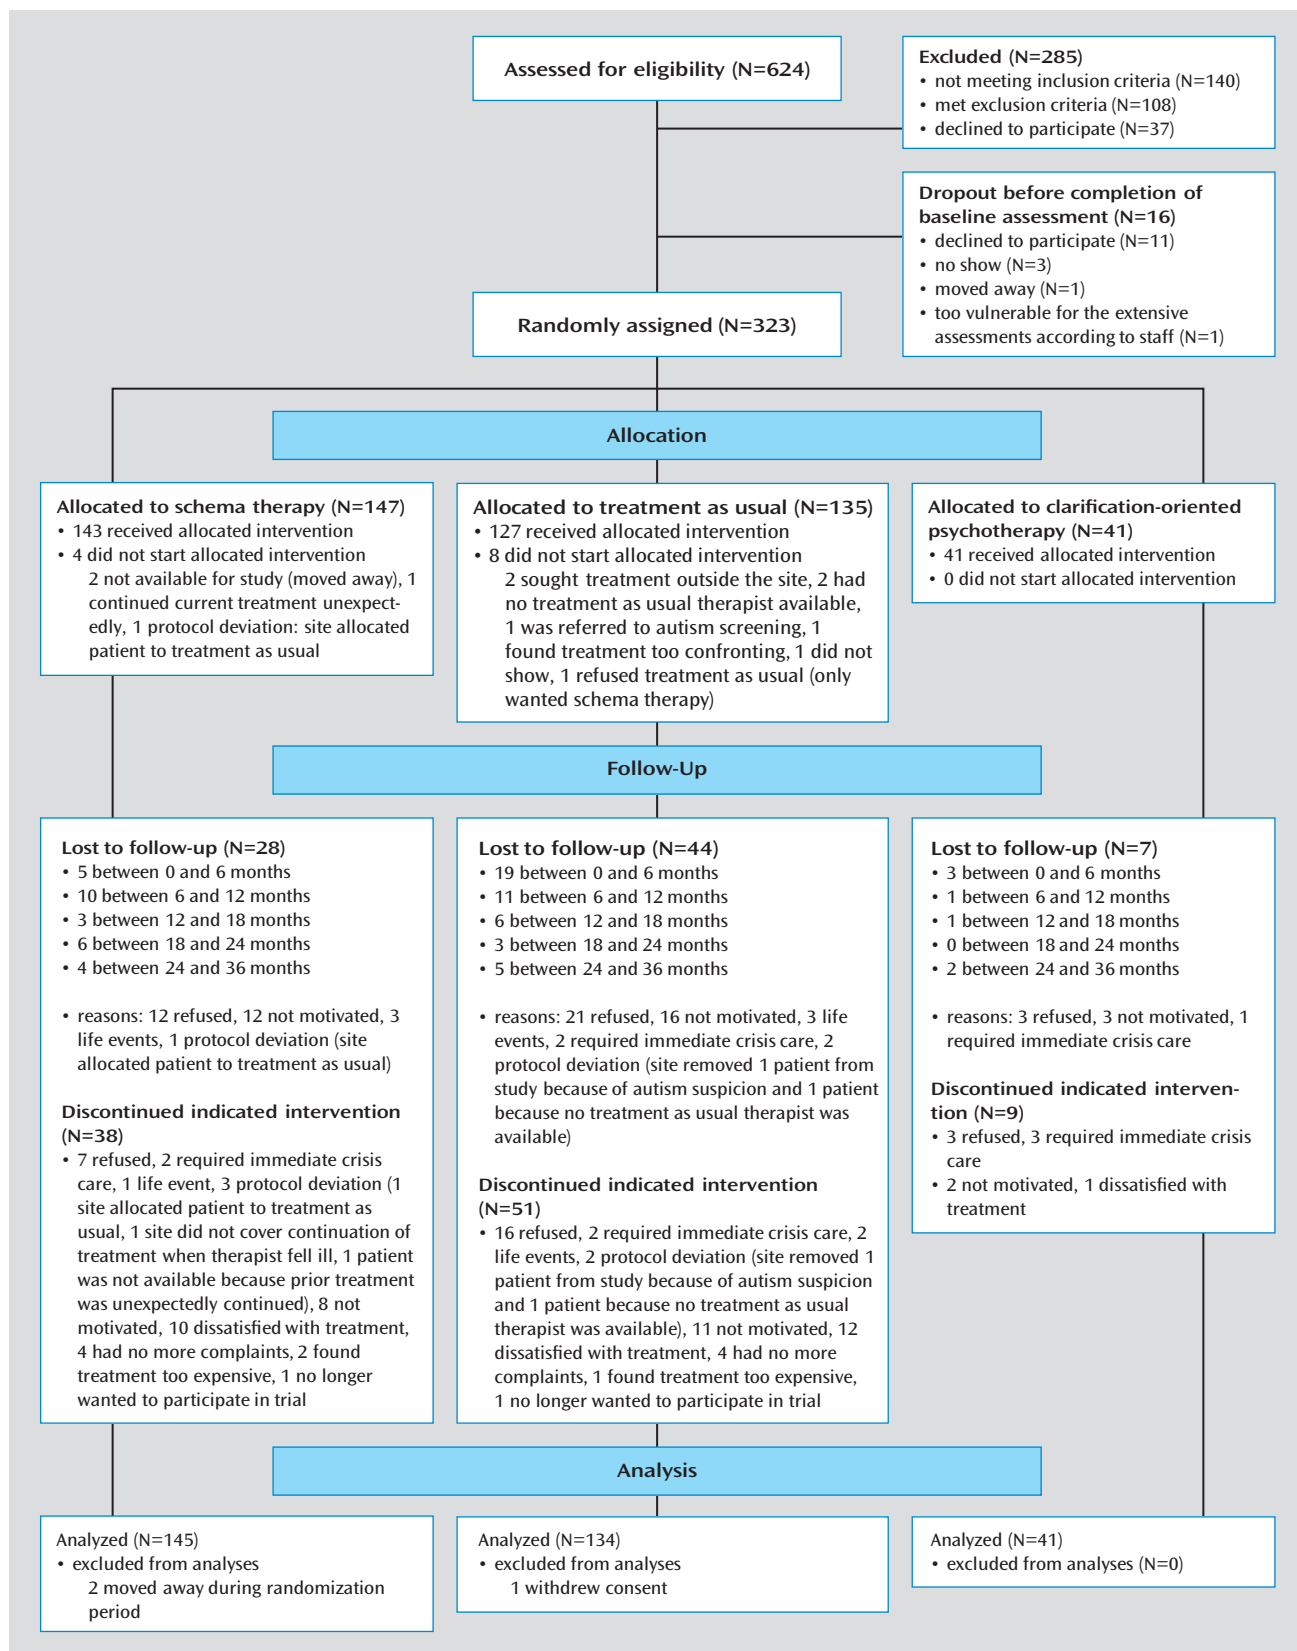 Assessed for eligibility (N=624)
Excluded (N=285)
• not meeting inclusion criteria (N=140)
• met exclusion criteria (N=108)
• declined to participate (N=37)
Dropout before completion of
baseline assessment (N=16)
• declined to participate (N=11)
• no show (N=3)
• moved away (N=1)
• too vulnerable for the extensive
assessments according to staff (N=1)
Randomly assigned (N=323)
Allocation
Allocated to schema therapy (N=147)
• 143 received allocated intervention
• 4 did not start allocated intervention
2 not available for study (moved away), 1
continued current treatment unexpect-
edly, 1 protocol deviation: site allocated
patient to treatment as usual
Allocated to treatment as usual (N=135)
• 127 received allocated intervention
• 8 did not start allocated intervention
2 sought treatment outside the site, 2 had
no treatment as usual therapist available,
1 was referred to autism screening, 1
found treatment too confronting, 1 did not
show, 1 refused treatment as usual (only
wanted schema therapy)
Allocated to clarification-oriented
psychotherapy (N=41)
• 41 received allocated intervention
• 0 did not start allocated intervention
Follow-Up
Lost to follow-up (N=28)
• 5 between 0 and 6 months
• 10 between 6 and 12 months
• 3 between 12 and 18 months
• 6 between 18 and 24 months
• 4 between 24 and 36 months
• reasons: 12 refused, 12 not motivated, 3
life events, 1 protocol deviation (site
allocated patient to treatment as usual)
Discontinued indicated intervention
(N=38)
• 7 refused, 2 required immediate crisis
care, 1 life event, 3 protocol deviation (1
site allocated patient to treatment as
usual, 1 site did not cover continuation of
treatment when therapist fell ill, 1 patient
was not available because prior treatment
was unexpectedly continued), 8 not
motivated, 10 dissatisfied with treatment,
4 had no more complaints, 2 found
treatment too expensive, 1 no longer
wanted to participate in trial
Lost to follow-up (N=44)
• 19 between 0 and 6 months
• 11 between 6 and 12 months
• 6 between 12 and 18 months
• 3 between 18 and 24 months
• 5 between 24 and 36 months
• reasons: 21 refused, 16 not motivated, 3 life
events, 2 required immediate crisis care, 2
protocol deviation (site removed 1 patient from
study because of autism suspicion and 1 patient
because no treatment as usual therapist was
available)
Discontinued indicated intervention
(N=51)
• 16 refused, 2 required immediate crisis care, 2
life events, 2 protocol deviation (site removed 1
patient from study because of autism suspicion
and 1 patient because no treatment as usual
therapist was available), 11 not motivated, 12
dissatisfied with treatment, 4 had no more
complaints, 1 found treatment too expensive,
1 no longer wanted to participate in trial
Lost to follow-up (N=7)
• 3 between 0 and 6 months
• 1 between 6 and 12 months
• 1 between 12 and 18 months
• 0 between 18 and 24 months
• 2 between 24 and 36 months
• reasons: 3 refused, 3 not motivated, 1
required immediate crisis care
Discontinued indicated interven-
tion (N=9)
• 3 refused, 3 required immediate crisis
care
• 2 not motivated, 1 dissatisfied with
treatment
Analysis
Analyzed (N=145)
• excluded from analyses
2 moved away during randomization
period
Analyzed (N=134)
• excluded from analyses
1 withdrew consent
Analyzed (N=41)
• excluded from analyses (N=0)